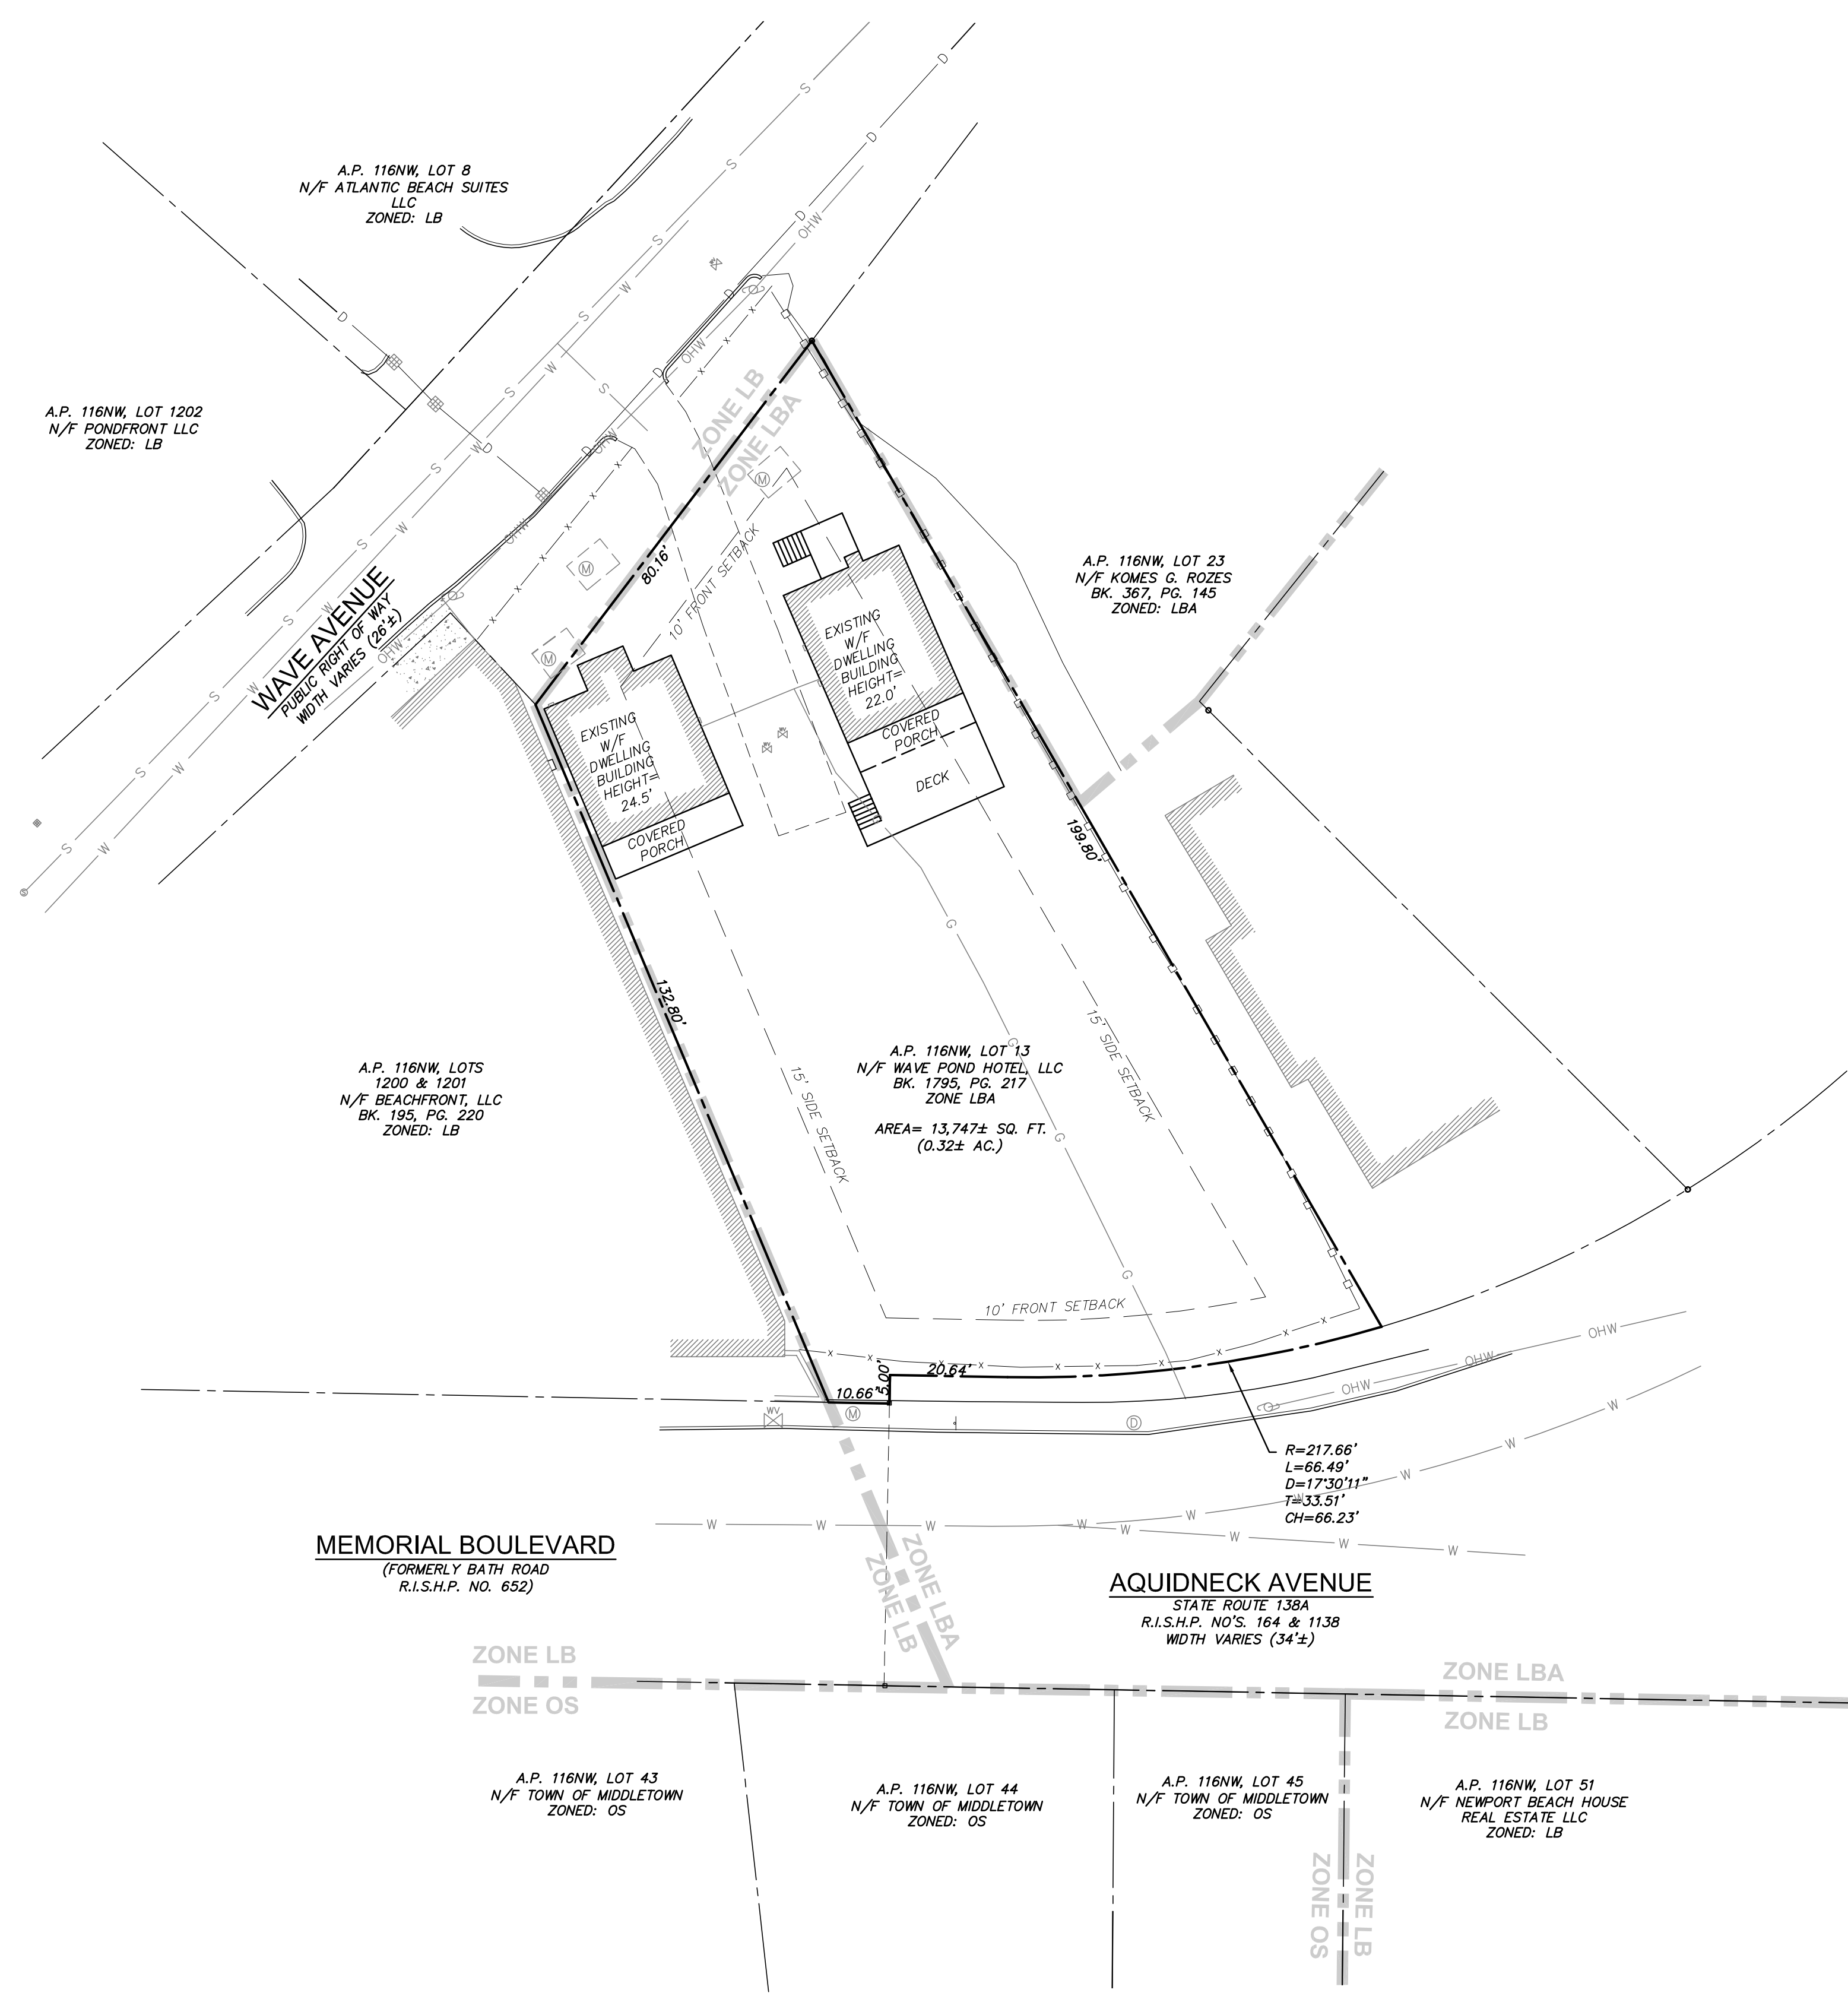 A.P. 116NW, LOT 8
N/F ATLANTIC BEACH SUITES
LLC
ZONED: LB
S
D
S
D
S
D
OHW
S
W
D
S
W
D
OHW
D
S
W
S
D
S
W
D
OHW
S
W
OHW
S
W
S
W
S
W
OHW
S
W
S
W
A.P. 116NW, LOT 1202
N/F PONDFRONT LLC
ZONED: LB
WAVE AVENUE
PUBLIC RIGHT OF WAY
WIDTH VARIES (26'±)
ZONE LB
ZONE LBA
M
M
M
80.16'
10' FRONT SETBACK
A.P. 116NW, LOT 23
N/F KOMES G. ROZES
BK. 367, PG. 145
ZONED: LBA
EXISTING
W/F
DWELLING
BUILDING
HEIGHT=
22.0'
COVERED
PORCH
DECK
EXISTING
W/F
DWELLING
BUILDING
HEIGHT=
24.5'
COVERED
PORCH
199.80'
132.80'
G
G
G
G
15' SIDE SETBACK
15' SIDE SETBACK
A.P. 116NW, LOTS
1200 & 1201
N/F BEACHFRONT, LLC
BK. 195, PG. 220
ZONED: LB
A.P. 116NW, LOT 13
N/F WAVE POND HOTEL, LLC
BK. 1795, PG. 217
ZONE LBA
AREA= 13,747± SQ. FT.
(0.32± AC.)
10' FRONT SETBACK
x x x x x x x x x x
20.64'
5.00'
10.66'
WV
M
D
OHW
OHW
OHW
R=217.66'
L=66.49'
D=17°30'11"
T=33.51'
CH=66.23'
W W W W W W W W W
W W W W
MEMORIAL BOULEVARD
(FORMERLY BATH ROAD
R.I.S.H.P. NO. 652)
ZONE LBA
ZONE LB
AQUIDNECK AVENUE
STATE ROUTE 138A
R.I.S.H.P. NO'S. 164 & 1138
WIDTH VARIES (34'±)
ZONE LB
ZONE OS
ZONE LBA
ZONE LB
A.P. 116NW, LOT 43
N/F TOWN OF MIDDLETOWN
ZONED: OS
A.P. 116NW, LOT 44
N/F TOWN OF MIDDLETOWN
ZONED: OS
A.P. 116NW, LOT 45
N/F TOWN OF MIDDLETOWN
ZONED: OS
A.P. 116NW, LOT 51
N/F NEWPORT BEACH HOUSE
REAL ESTATE LLC
ZONED: LB
ZONE OS
ZONE LB